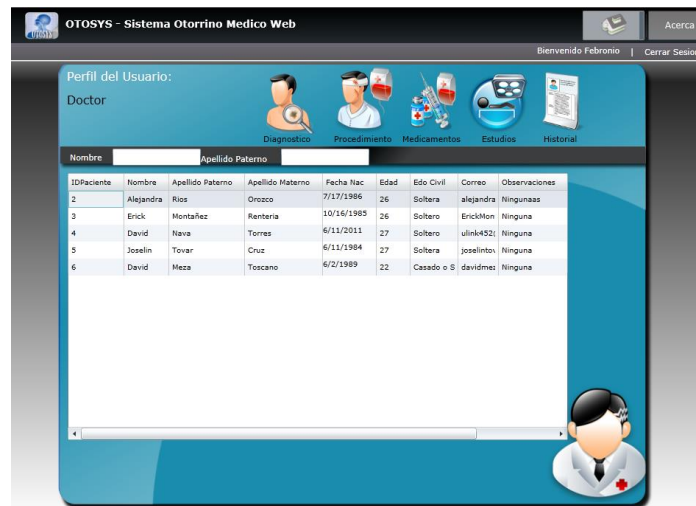 OTOSYS
OTOSYS - Sistema Otorrino Medico Web
Acerca
Bienvenido Febronio | Cerrar Sesion
Perfil del Usuario:
Doctor
Diagnostico Procedimiento Medicamentos Estudios Historial
Nombre Apellido Paterno
IDPaciente Nombre Apellido Paterno Apellido Materno Fecha Nac Edad Edo Civil Correo Observaciones
2 Alejandra Rios Orozco 7/17/1986 26 Soltera alejandra Ningunaas
3 Erick Montañez Renteria 10/16/1985 26 Soltero ErickMon Ninguna
4 David Nava Torres 6/11/2011 27 Soltero ulink452( Ninguna
5 Joselin Tovar Cruz 6/11/1984 27 Soltera joselintov Ninguna
6 David Meza Toscano 6/2/1989 22 Casado o S davidmez Ninguna